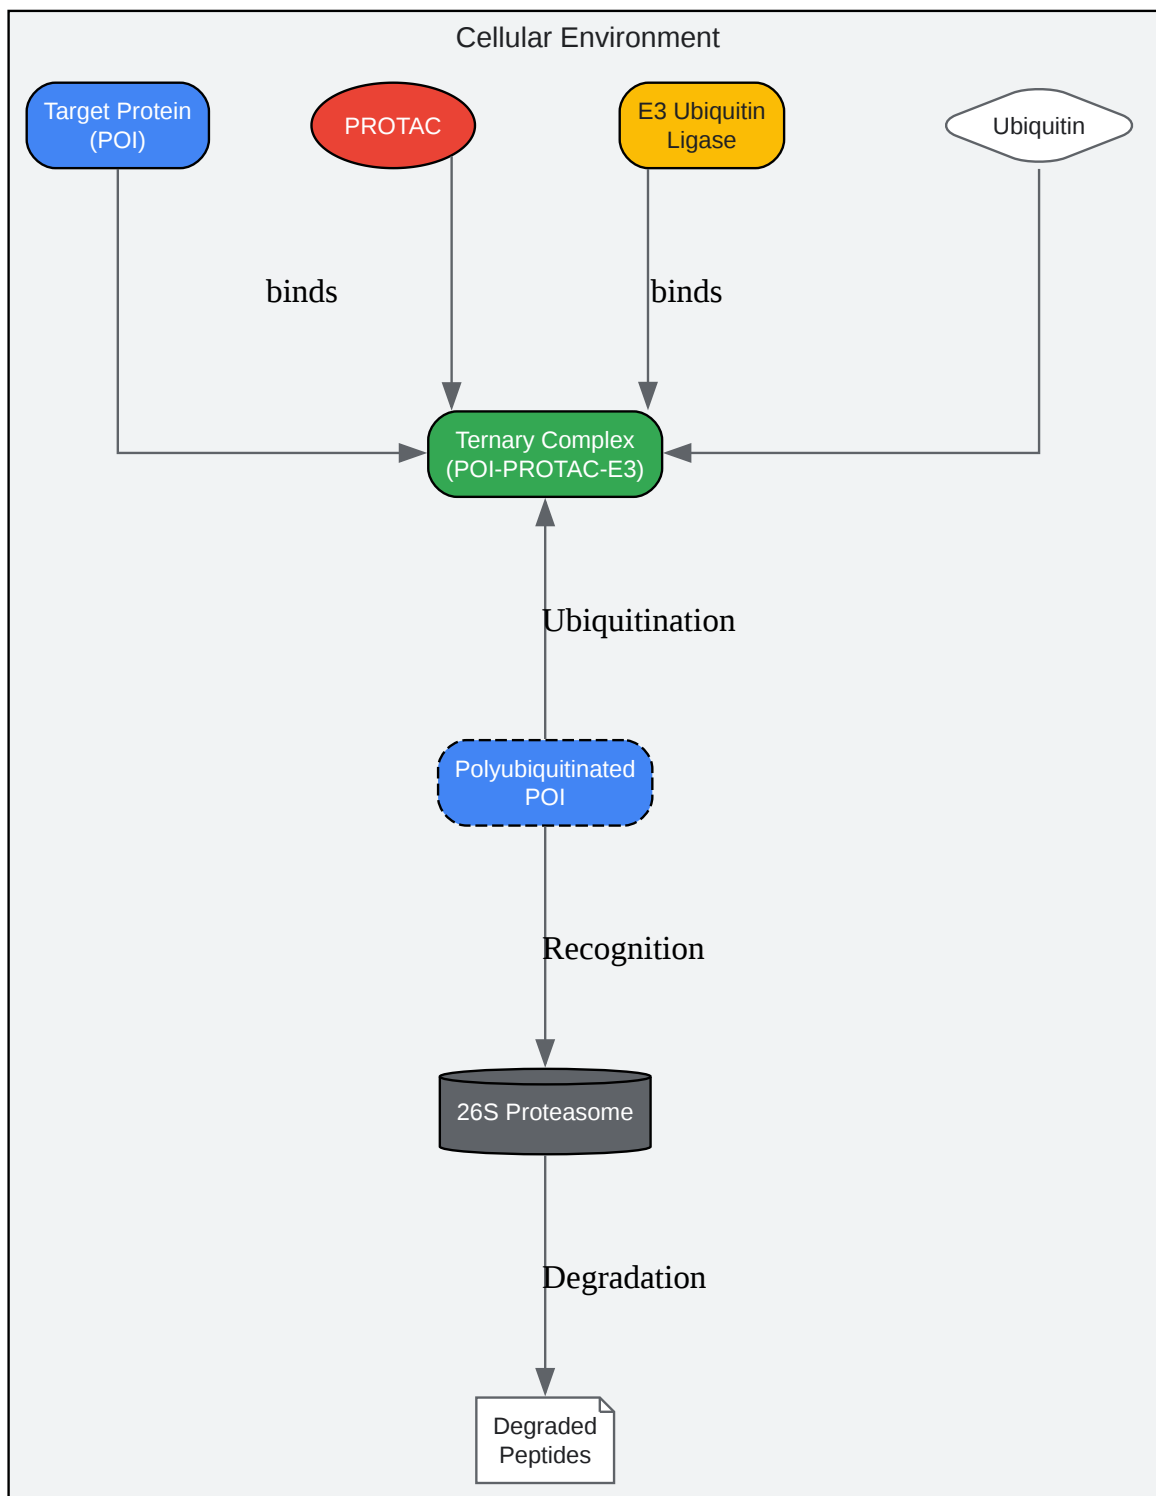 Cellular Environment
Target Protein
(POI)
PROTAC
E3 Ubiquitin
Ligase
Ubiquitin
binds
binds
Ternary Complex
(POI-PROTAC-E3)
Ubiquitination
Polyubiquitinated
POI
Recognition
26S Proteasome
Degradation
Degraded
Peptides